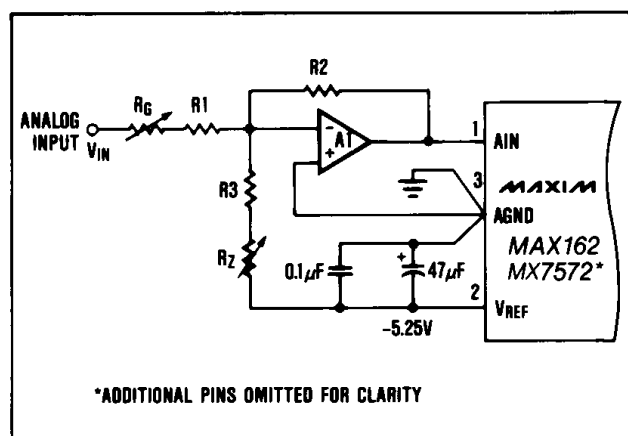 R2
RG
R1
ANALOG
INPUT
VIN
-
A1
+
1
AIN
3
MAXIM
AGND
R3
MAX162
MX7572*
RZ
0.1µF
+
47µF
2
VREF
-5.25V
*ADDITIONAL PINS OMITTED FOR CLARITY